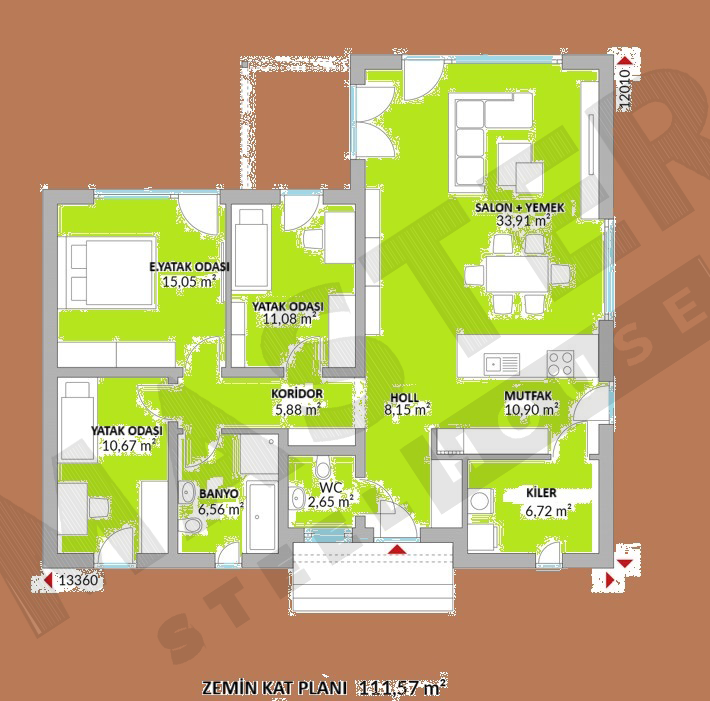 12010
SALON + YEMEK
33,91 m²
E.YATAK ODASI
15,05 m²
YATAK ODASI
11,08 m²
KORİDOR
5,88 m²
HOLL
8,15 m²
MUTFAK
10,90 m²
YATAK ODASI
10,67 m²
BANYO
6,56 m²
WC
2,65 m²
KİLER
6,72 m²
13360
ZEMİN KAT PLANI 111,57 m²
MASTER
STEELHOUSE